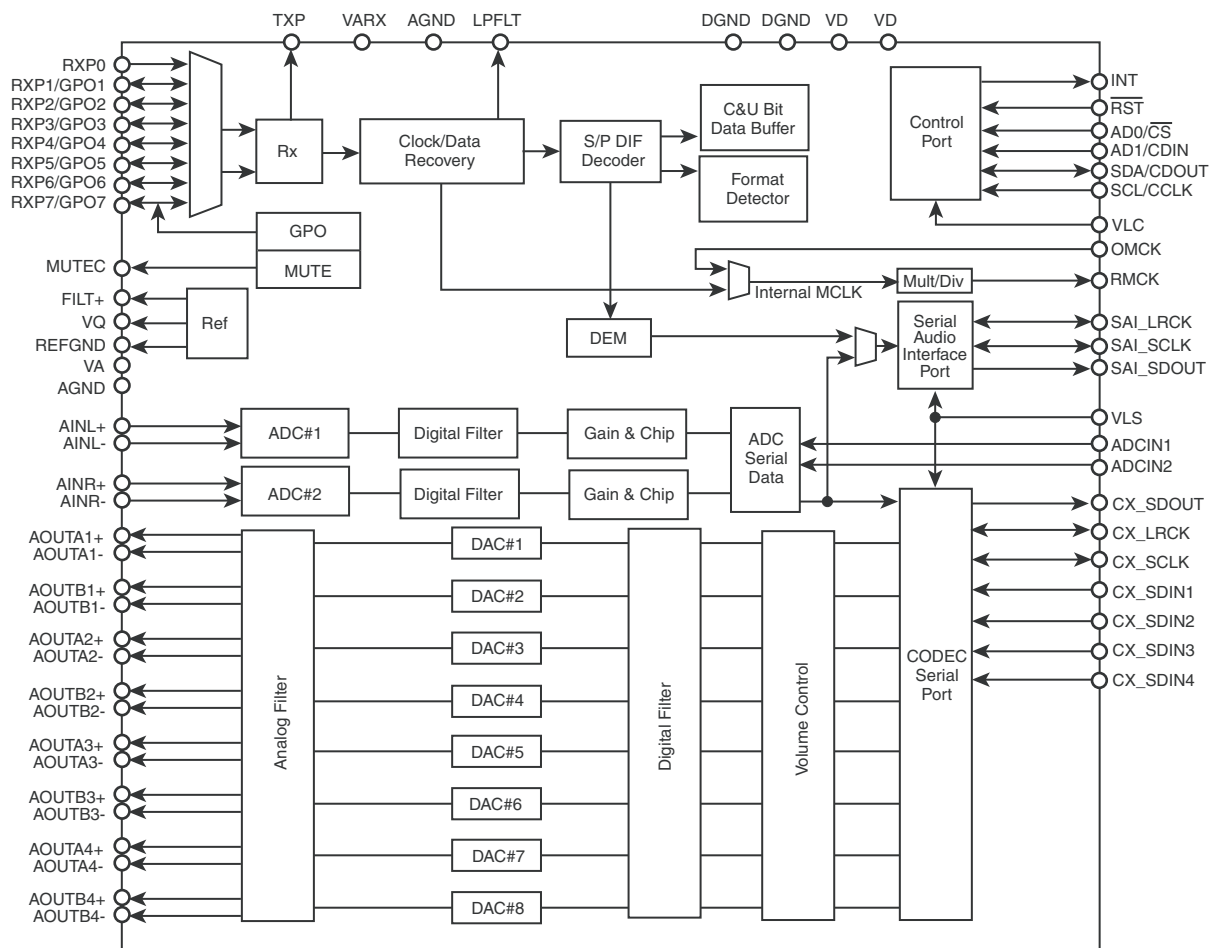 TXP
VARX
AGND
LPFLT
DGND
DGND
VD
VD
RXP0
RXP1/GPO1
RXP2/GPO2
RXP3/GPO3
RXP4/GPO4
RXP5/GPO5
RXP6/GPO6
RXP7/GPO7
MUTEC
FILT+
VQ
REFGND
VA
AGND
AINL+
AINL-
AINR+
AINR-
AOUTA1+
AOUTA1-
AOUTB1+
AOUTB1-
AOUTA2+
AOUTA2-
AOUTB2+
AOUTB2-
AOUTA3+
AOUTA3-
AOUTB3+
AOUTB3-
AOUTA4+
AOUTA4-
AOUTB4+
AOUTB4-
Rx
Clock/Data
Recovery
S/P DIF
Decoder
C&U Bit
Data Buffer
Format
Detector
Control
Port
GPO
MUTE
Ref
Internal MCLK
Mult/Div
DEM
Serial
Audio
Interface
Port
ADC#1
Digital Filter
Gain & Chip
ADC
Serial
Data
ADC#2
Digital Filter
Gain & Chip
Analog Filter
DAC#1
DAC#2
DAC#3
DAC#4
DAC#5
DAC#6
DAC#7
DAC#8
Digital Filter
Volume Control
CODEC
Serial
Port
INT
RST
AD0/CS
AD1/CDIN
SDA/CDOUT
SCL/CCLK
VLC
OMCK
RMCK
SAI_LRCK
SAI_SCLK
SAI_SDOUT
VLS
ADCIN1
ADCIN2
CX_SDOUT
CX_LRCK
CX_SCLK
CX_SDIN1
CX_SDIN2
CX_SDIN3
CX_SDIN4